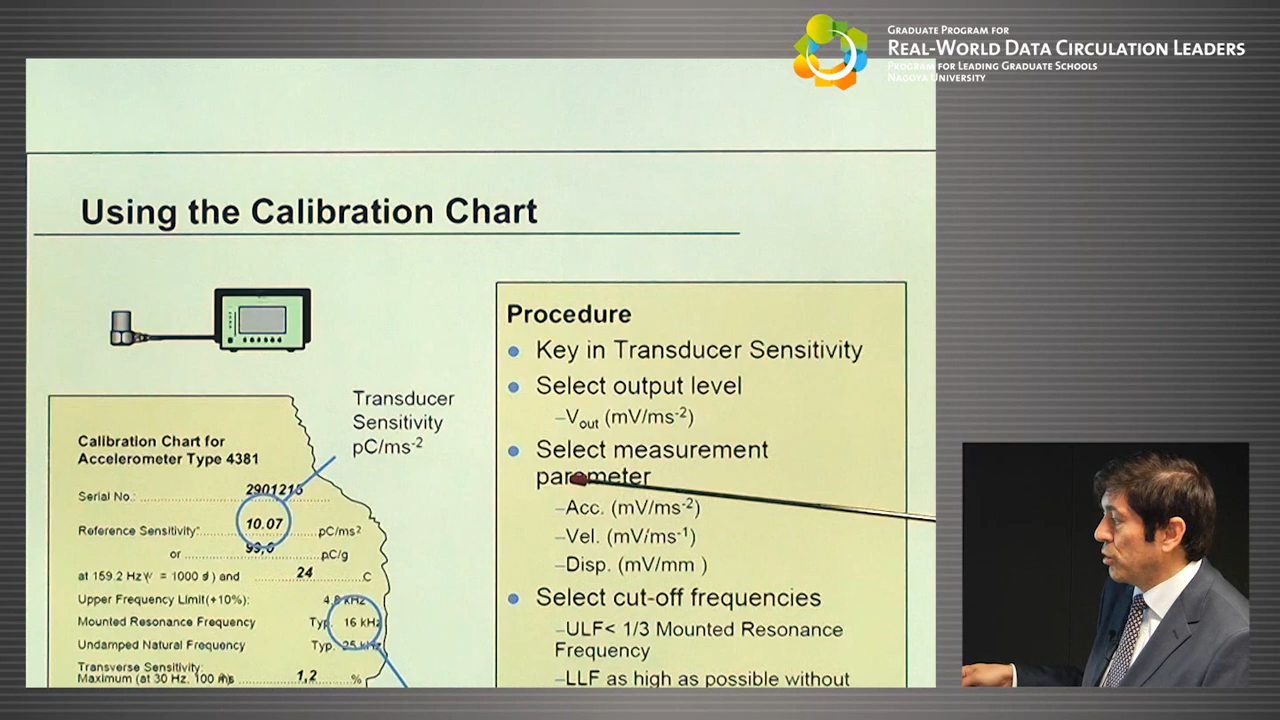 GRADUATE PROGRAM FOR
REAL-WORLD DATA CIRCULATION LEADERS
PROGRAM FOR LEADING GRADUATE SCHOOLS
NAGOYA UNIVERSITY
Using the Calibration Chart
Transducer
Sensitivity
pC/ms-2
Calibration Chart for
Accelerometer Type 4381
Serial No.: 2901215
Reference Sensitivity* 10.07 pC/ms2
or 99,6 pC/g
at 159.2 Hz = 1000 ) and 24 C
Upper Frequency Limit(+10%): 4,8 kHz
Mounted Resonance Frequency Typ. 16 kHz
Undamped Natural Frequency Typ. 25 kHz
Transverse Sensitivity:
Maximum (at 30 Hz, 100 1,2 %
Procedure
• Key in Transducer Sensitivity
• Select output level
–Vout (mV/ms-2)
• Select measurement
parameter
–Acc. (mV/ms-2)
–Vel. (mV/ms-1)
–Disp. (mV/mm )
• Select cut-off frequencies
–ULF< 1/3 Mounted Resonance
Frequency
–LLF as high as possible without